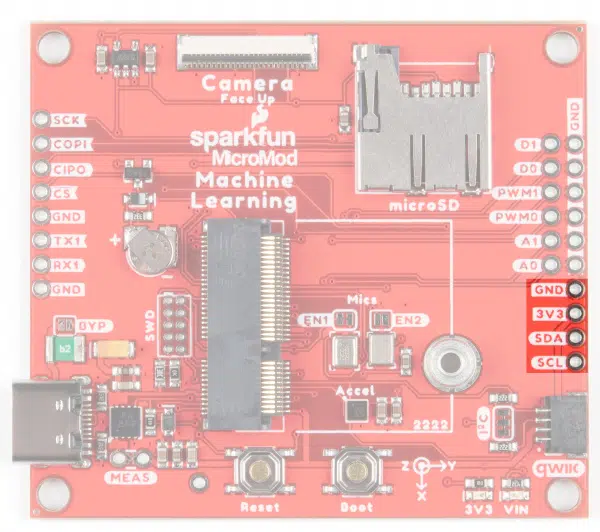 Camera
Face Up
sparkfun
MicroMod
Machine
Learning
microSD
SCK
COPI
CIPO
CS
GND
TX1
RX1
GND
BYP
b2
SWD
MEAS
GND
D1
D0
PWM1
PWM0
A1
A0
GND
3V3
SDA
SCL
Mics
EN1
EN2
Accel
2222
I²C
qwiic
+
-
Reset
Boot
Z
Y
X
3V3
VIN